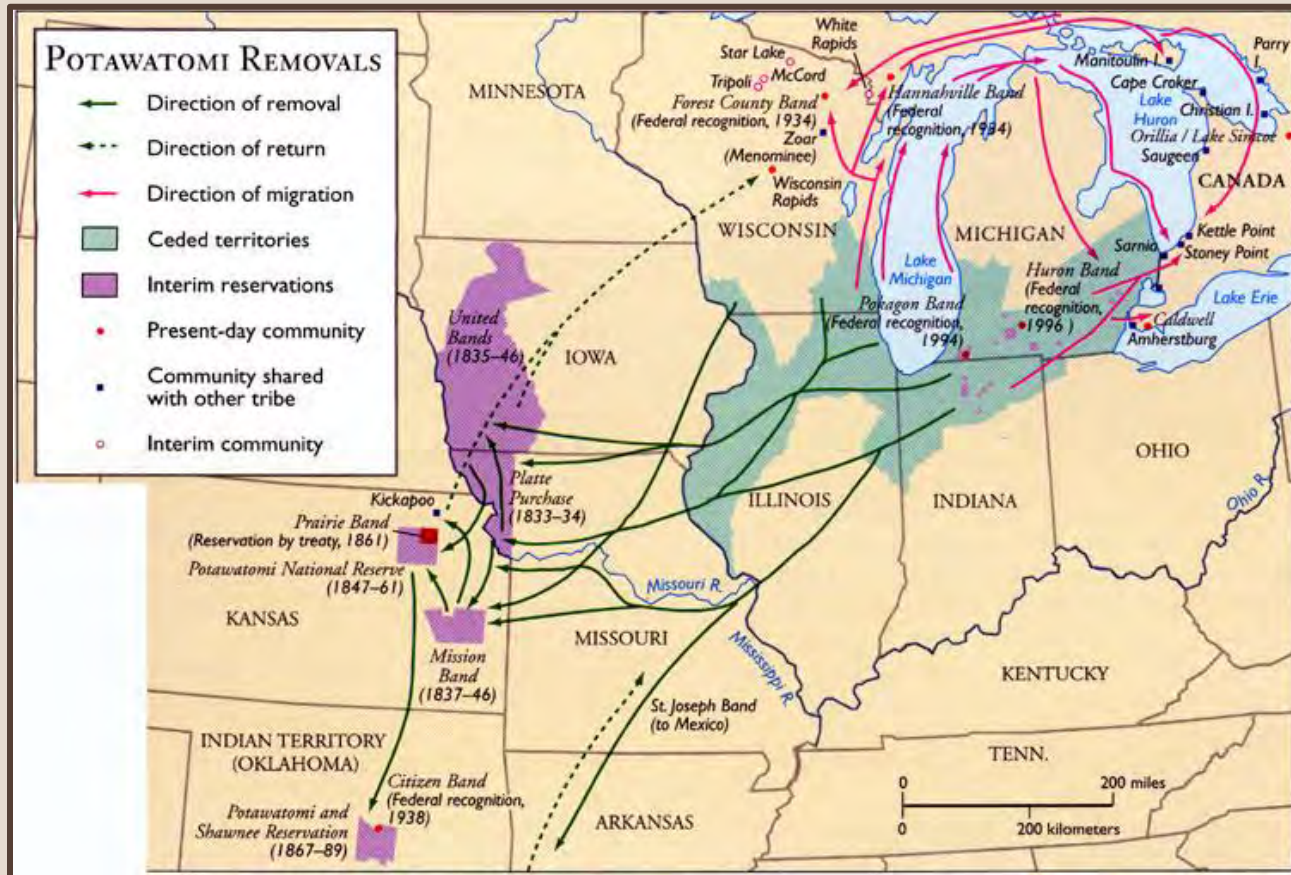 POTAWATOMI REMOVALS
Direction of removal
Direction of return
Direction of migration
Ceded territories
Interim reservations
Present-day community
Community shared
with other tribe
Interim community
MINNESOTA
White
Rapids
Star Lake
McCord
Tripoli
Forest County Band
(Federal recognition, 1934)
Zoar
(Menominee)
Wisconsin
Rapids
WISCONSIN
Hannahville Band
(Federal
recognition, 1934)
Manitoulin I.
Parry
I.
Cape Croker
Lake
Huron
Christian I.
Orillia / Lake Simcoe
Saugeen
CANADA
Kettle Point
Stoney Point
Sarnia
MICHIGAN
Lake
Michigan
Huron Band
(Federal
recognition,
1996 )
Lake Erie
Caldwell
Amherstburg
Pokagon Band
(Federal recognition,
1994)
United
Bands
(1835–46)
IOWA
Platte
Purchase
(1833–34)
ILLINOIS
INDIANA
OHIO
Ohio R.
Kickapoo
Prairie Band
(Reservation by treaty, 1861)
Potawatomi National Reserve
(1847–61)
KANSAS
Mission
Band
(1837–46)
Missouri R.
MISSOURI
Mississippi R.
KENTUCKY
St. Joseph Band
(to Mexico)
INDIAN TERRITORY
(OKLAHOMA)
Citizen Band
(Federal recognition,
1938)
Potawatomi and
Shawnee Reservation
(1867–89)
ARKANSAS
TENN.
0
200 miles
0
200 kilometers